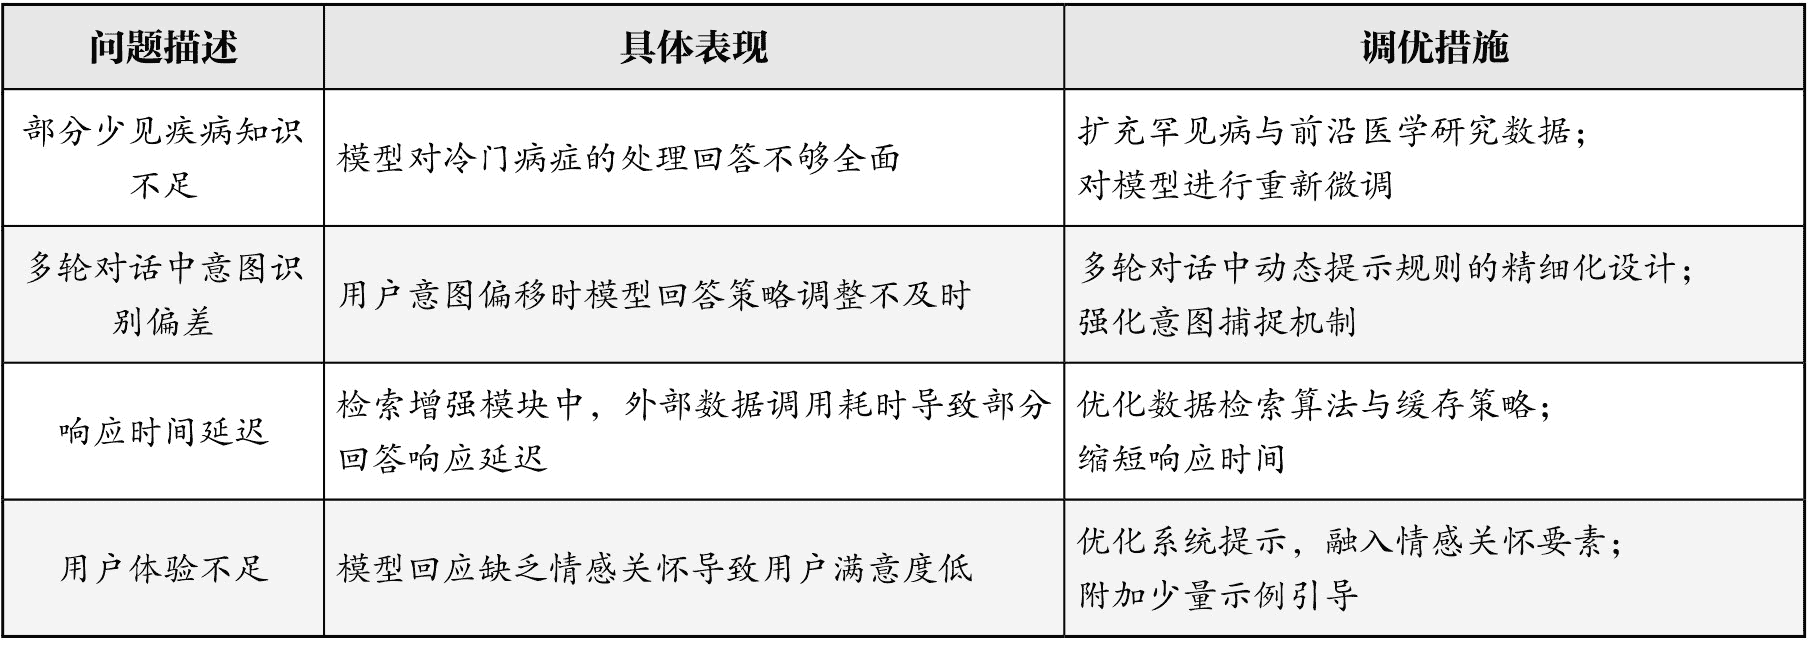 问题描述
具体表现
调优措施
部分少见疾病知识
不足
模型对冷门病症的处理回答不够全面
扩充罕见病与前沿医学研究数据；
对模型进行重新微调
多轮对话中意图识
别偏差
用户意图偏移时模型回答策略调整不及时
多轮对话中动态提示规则的精细化设计；
强化意图捕捉机制
响应时间延迟
检索增强模块中，外部数据调用耗时导致部分
回答响应延迟
优化数据检索算法与缓存策略；
缩短响应时间
用户体验不足
模型回应缺乏情感关怀导致用户满意度低
优化系统提示，融入情感关怀要素；
附加少量示例引导